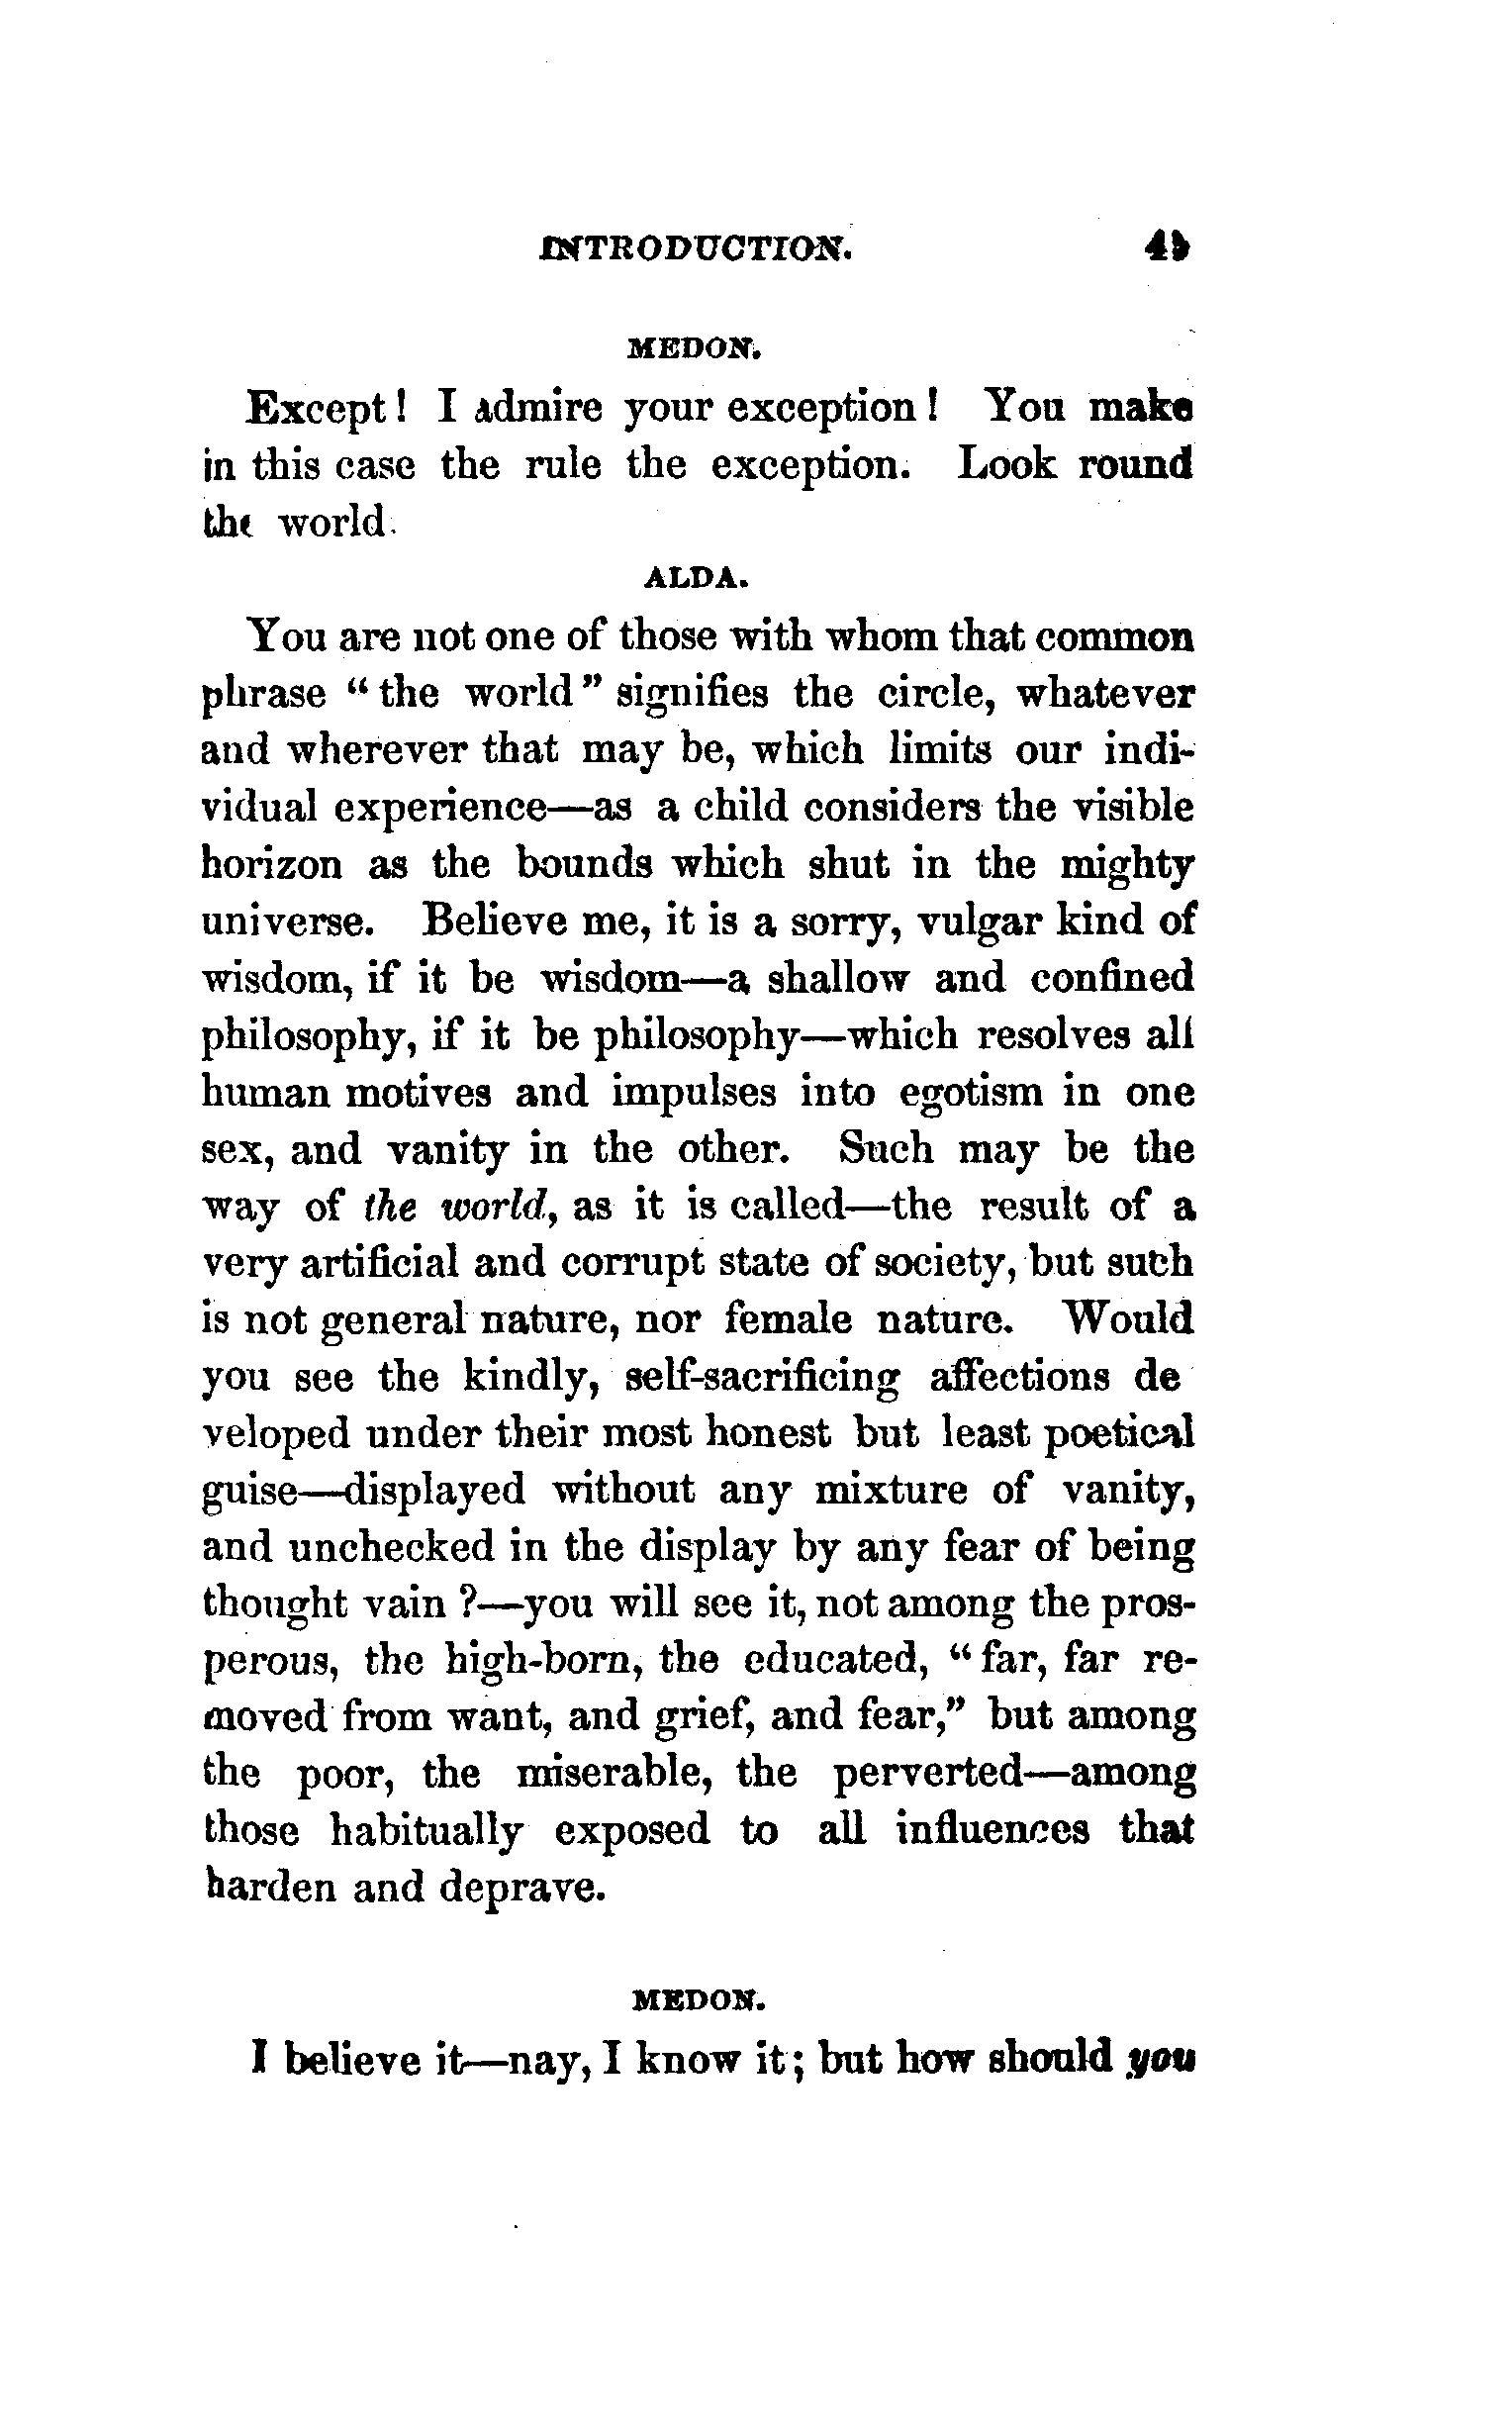 INTRODUCTION.
MEDON.
Except! I admire your exception! You make
in this case the rule the exception. Look round
the world.
ALDA.
You are not one of those with whom that common
phrase "the world" signifies the circle, whatever
and wherever that may be, which limits our indi-
vidual experience—as a child considers the visible
horizon as the bounds which shut in the mighty
universe. Believe me, it is a sorry, vulgar kind of
wisdom, if it be wisdom—a shallow and confined
philosophy, if it be philosophy—which resolves all
human motives and impulses into egotism in one
sex, and vanity in the other. Such may be the
way of the world, as it is called—the result of a
very artificial and corrupt state of society, but such
is not general nature, nor female nature. Would
you see the kindly, self-sacrificing affections de
veloped under their most honest but least poetical
guise—displayed without any mixture of vanity,
and unchecked in the display by any fear of being
thought vain?—you will see it, not among the pros-
perous, the high-born, the educated, "far, far re-
moved from want, and grief, and fear," but among
the poor, the miserable, the perverted—among
those habitually exposed to all influences that
harden and deprave.
MEDON.
I believe it—nay, I know it; but how should you